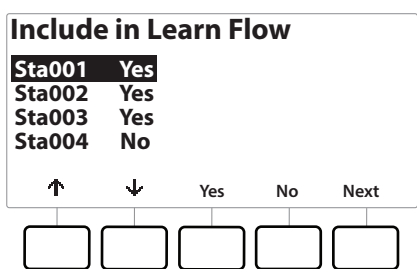 Include in Learn Flow
Sta001 Yes
Sta002 Yes
Sta003 Yes
Sta004 No
↑ ↓ Yes No Next